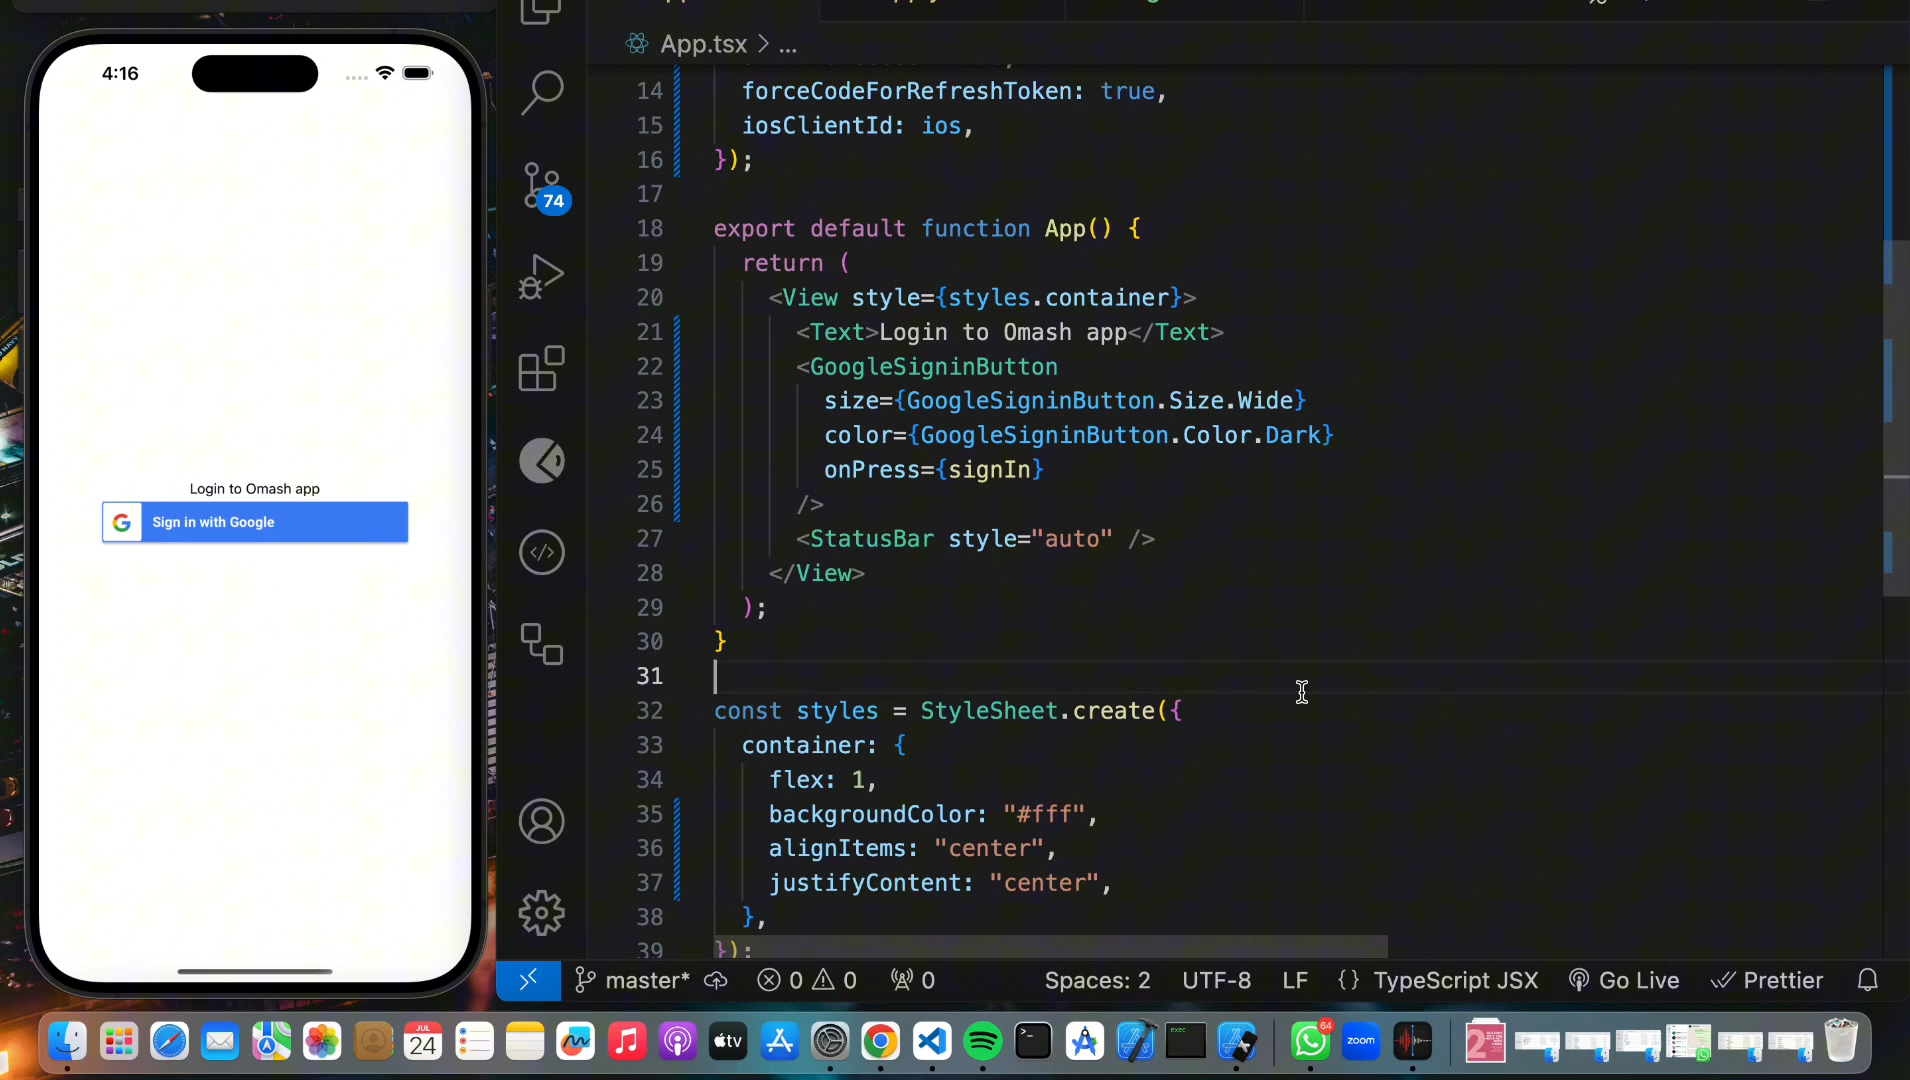 4:16
Login to Omash app
Sign in with Google
App.tsx > ...
74
14 forceCodeForRefreshToken: true,
15 iosClientId: ios,
16 });
17
18 export default function App() {
19 return (
20 <View style={styles.container}>
21 <Text>Login to Omash app</Text>
22 <GoogleSigninButton
23 size={GoogleSigninButton.Size.Wide}
24 color={GoogleSigninButton.Color.Dark}
25 onPress={signIn}
26 />
27 <StatusBar style="auto" />
28 </View>
29 );
30 }
31
32 const styles = StyleSheet.create({
33 container: {
34 flex: 1,
35 backgroundColor: "#fff",
36 alignItems: "center",
37 justifyContent: "center",
38 },
39 });
master* 0 0 0 Spaces: 2 UTF-8 LF {} TypeScript JSX Go Live Prettier
JUL
24
tv
exec
64
zoom
2